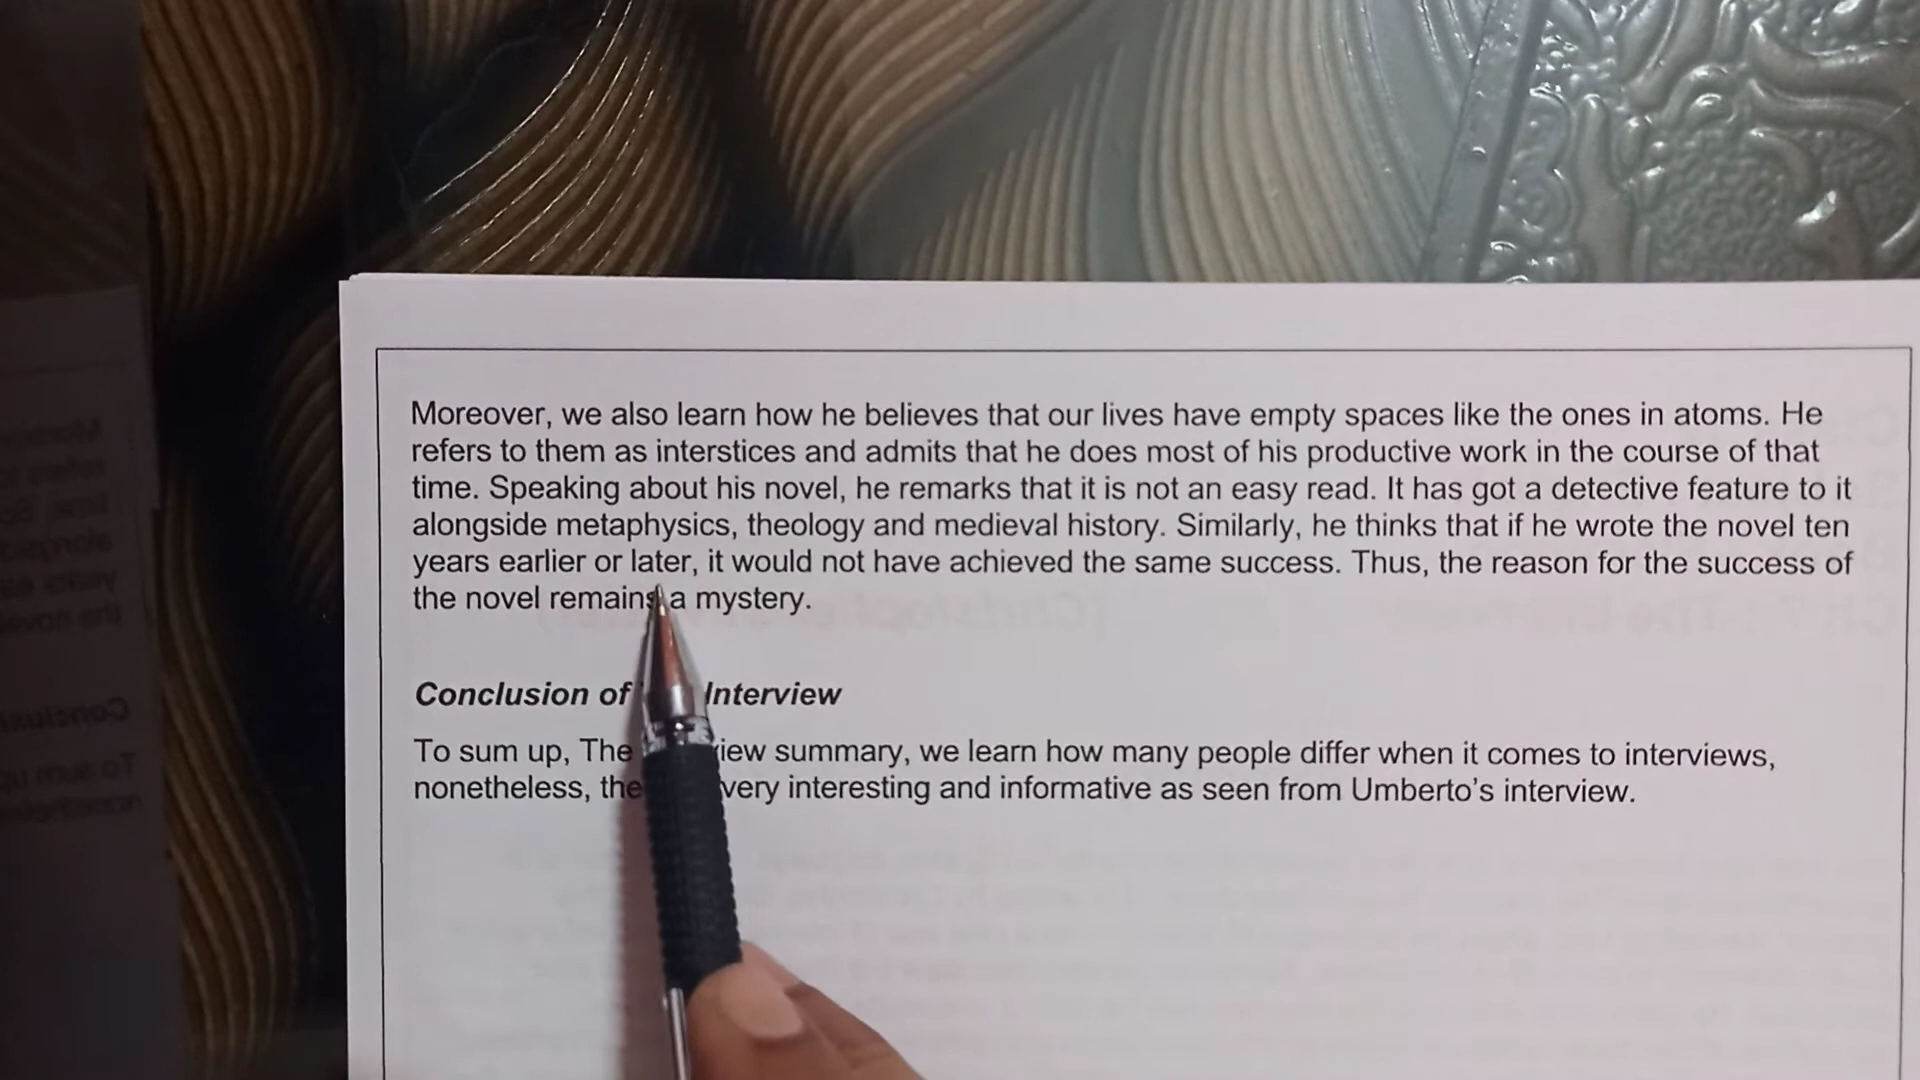 Moreover, we also learn how he believes that our lives have empty spaces like the ones in atoms. He
refers to them as interstices and admits that he does most of his productive work in the course of that
time. Speaking about his novel, he remarks that it is not an easy read. It has got a detective feature to it
alongside metaphysics, theology and medieval history. Similarly, he thinks that if he wrote the novel ten
years earlier or later, it would not have achieved the same success. Thus, the reason for the success of
the novel remains a mystery.
Conclusion of Interview
To sum up, The iew summary, we learn how many people differ when it comes to interviews,
nonetheless, the very interesting and informative as seen from Umberto's interview.